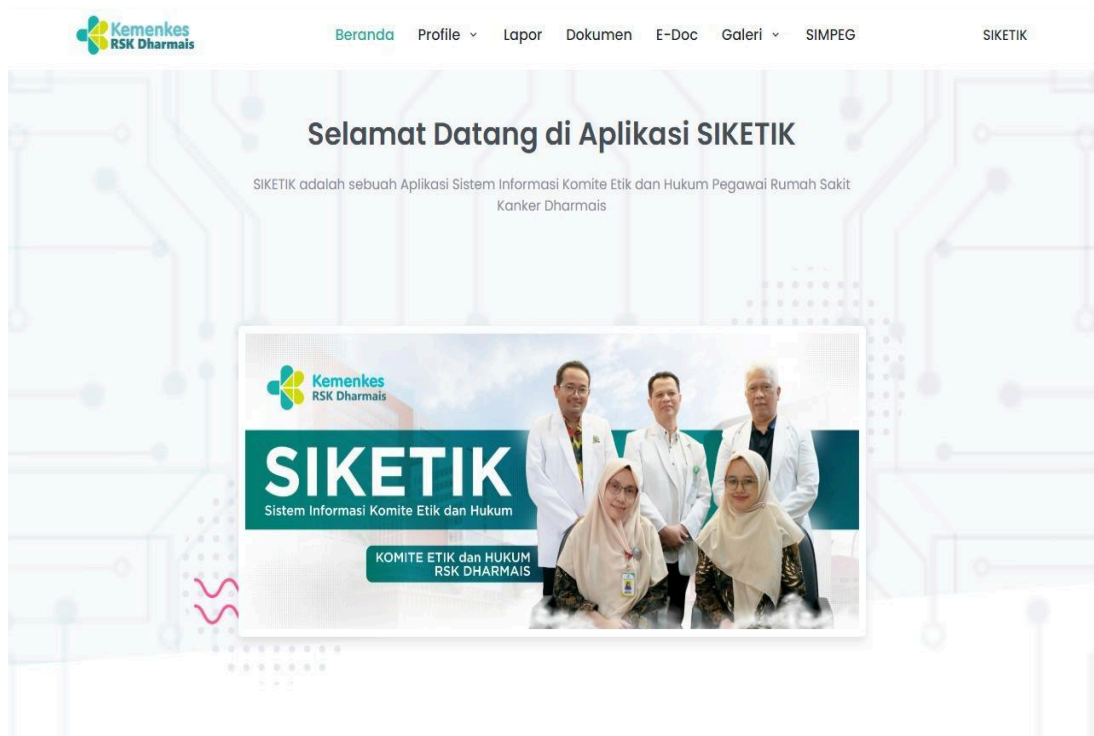 Kemenkes
RSK Dharmais
Beranda Profile Lapor Dokumen E-Doc Galeri SIMPEG SIKETIK
Selamat Datang di Aplikasi SIKETIK
SIKETIK adalah sebuah Aplikasi Sistem Informasi Komite Etik dan Hukum Pegawai Rumah Sakit
Kanker Dharmais
Kemenkes
RSK Dharmais
SIKETIK
Sistem Informasi Komite Etik dan Hukum
KOMITE ETIK dan HUKUM
RSK DHARMAIS